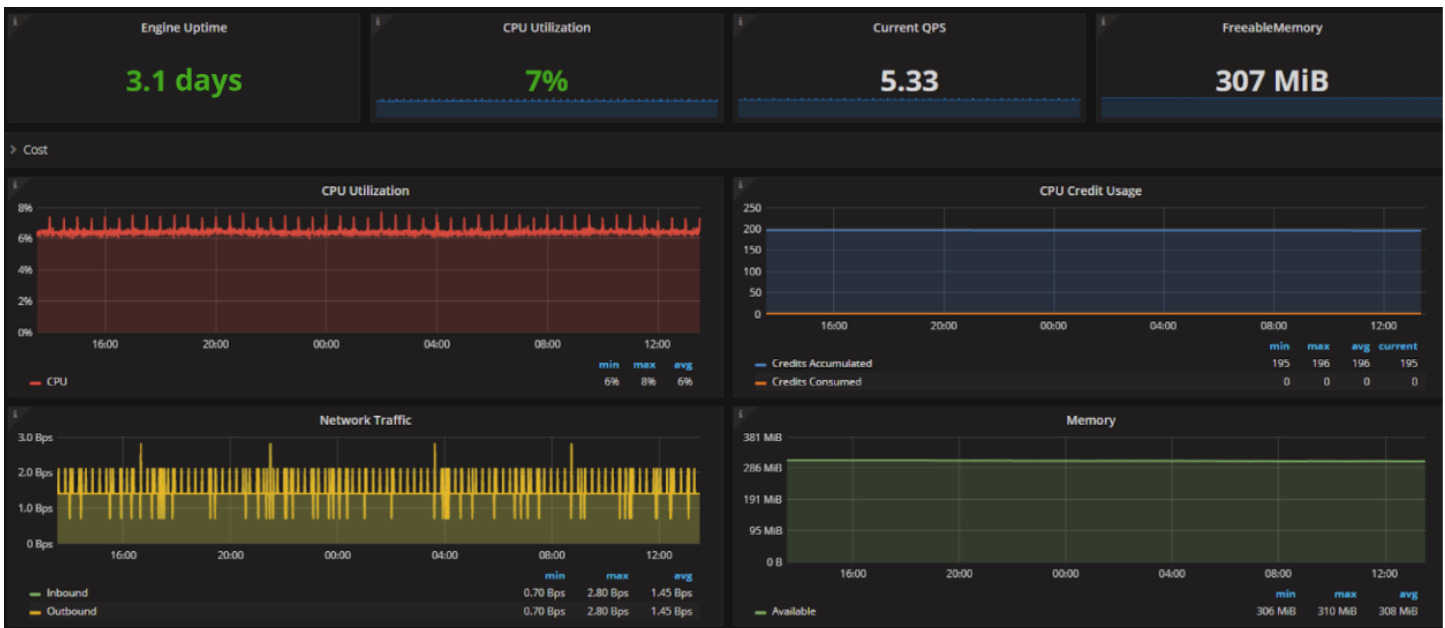 Engine Uptime
3.1 days
CPU Utilization
7%
Current QPS
5.33
FreeableMemory
307 MiB
> Cost
CPU Utilization
8%
6%
4%
2%
0%
16:00 20:00 00:00 04:00 08:00 12:00
min max avg
CPU 6% 8% 6%
CPU Credit Usage
250
200
150
100
50
0
16:00 20:00 00:00 04:00 08:00 12:00
min max avg current
Credits Accumulated 195 196 196 195
Credits Consumed 0 0 0 0
Network Traffic
3.0 Bps
2.0 Bps
1.0 Bps
0 Bps
16:00 20:00 00:00 04:00 08:00 12:00
min max avg
Inbound 0.70 Bps 2.80 Bps 1.45 Bps
Outbound 0.70 Bps 2.80 Bps 1.45 Bps
Memory
381 MiB
286 MiB
191 MiB
95 MiB
0 B
16:00 20:00 00:00 04:00 08:00 12:00
min max avg
Available 306 MiB 310 MiB 308 MiB